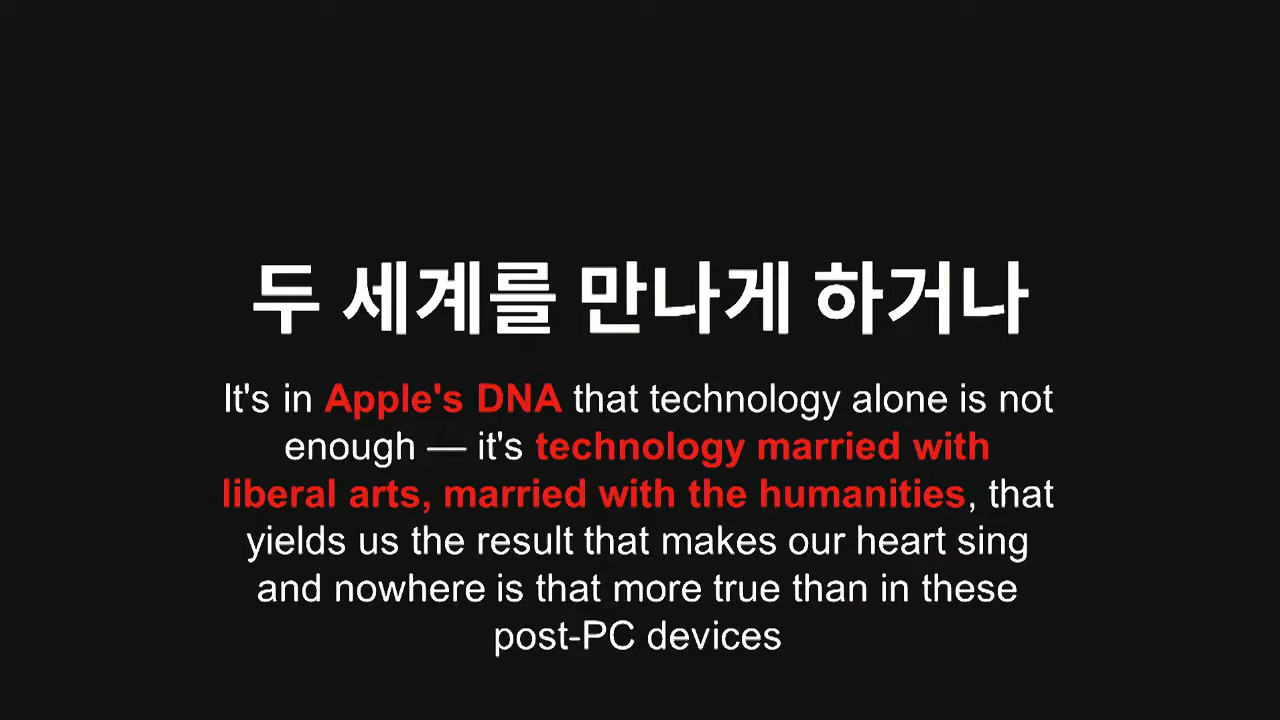 두 세계를 만나게 하거나
It's in Apple's DNA that technology alone is not
enough — it's technology married with
liberal arts, married with the humanities, that
yields us the result that makes our heart sing
and nowhere is that more true than in these
post-PC devices